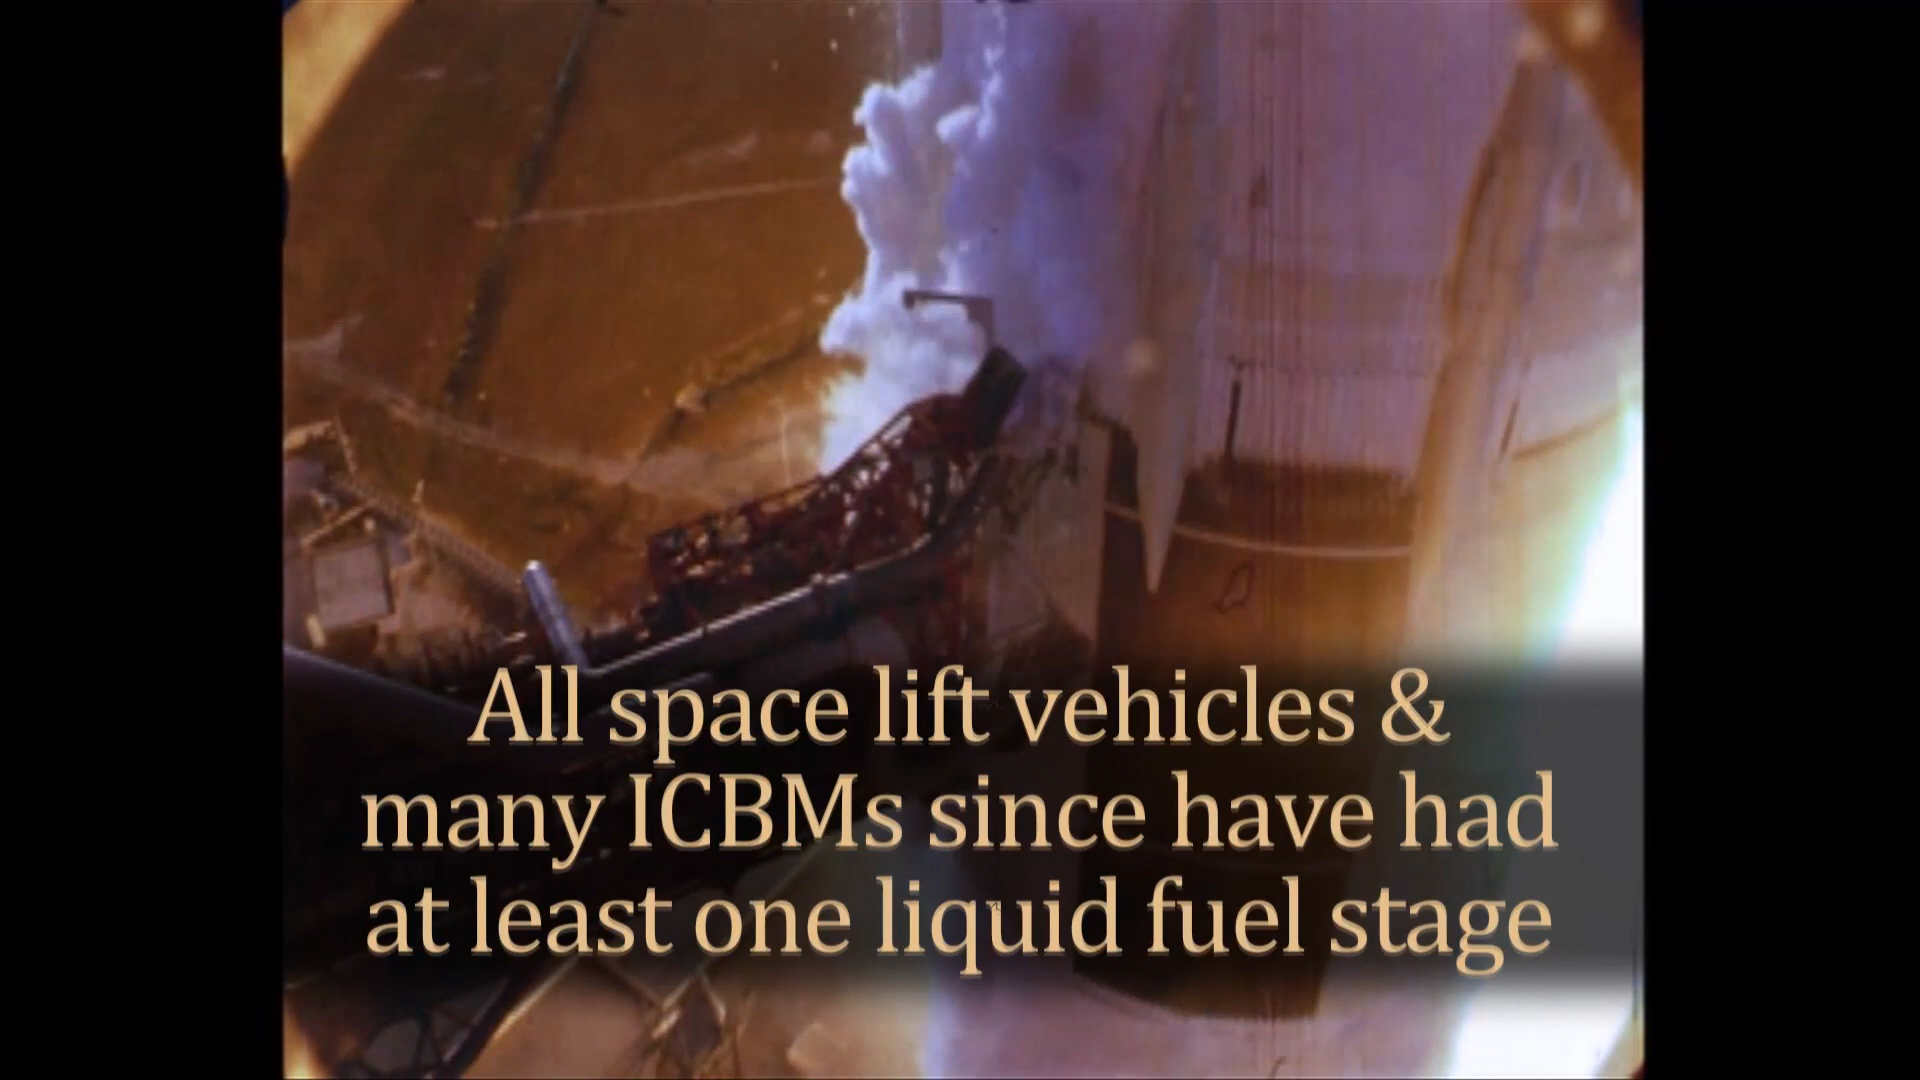 All space lift vehicles &
many ICBMs since have had
at least one liquid fuel stage